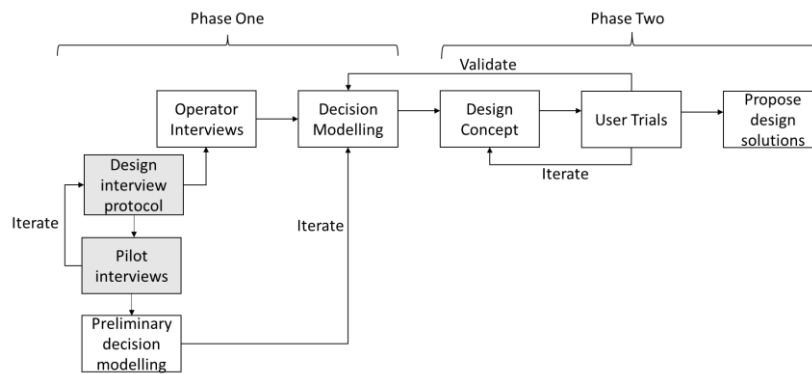 Phase One
Phase Two
Validate
Operator
Interviews
Decision
Modelling
Design
Concept
User Trials
Propose
design
solutions
Design
interview
protocol
Iterate
Iterate
Iterate
Pilot
interviews
Preliminary
decision
modelling